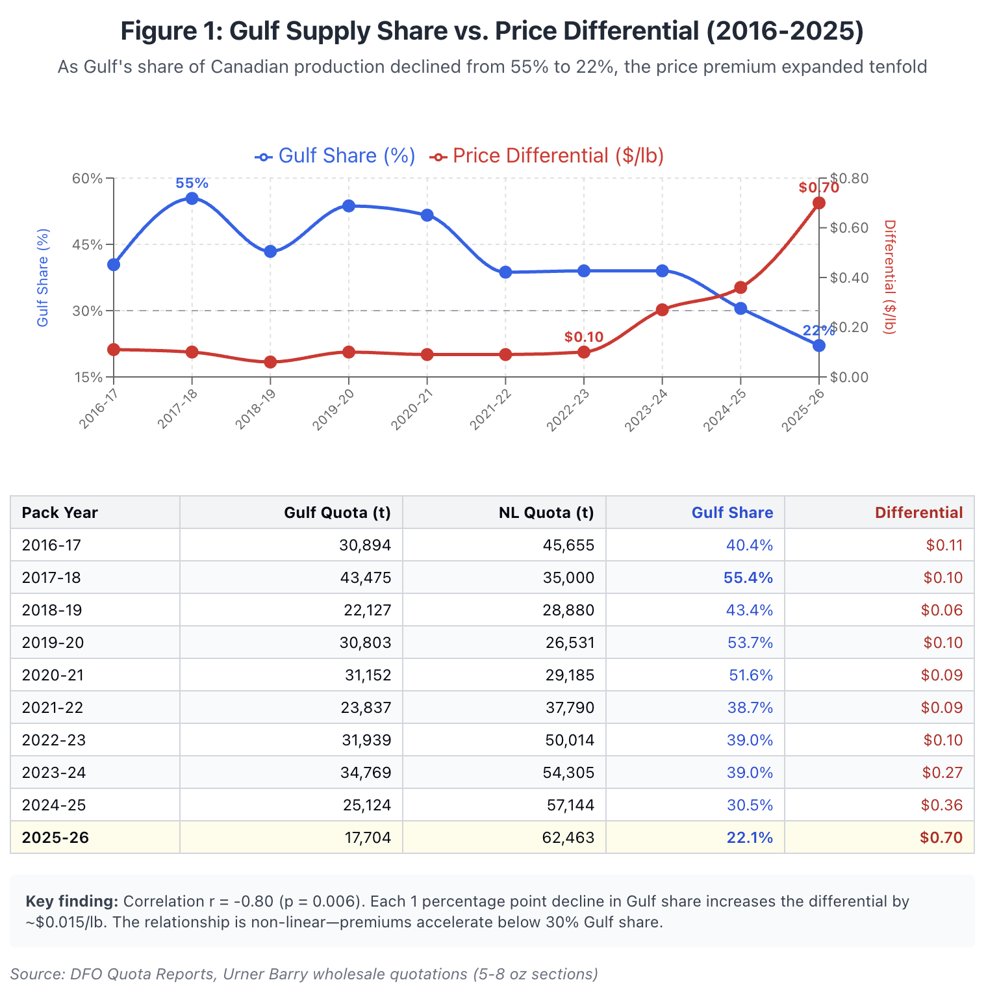 Figure 1: Gulf Supply Share vs. Price Differential (2016-2025)
As Gulf's share of Canadian production declined from 55% to 22%, the price premium expanded tenfold
Gulf Share (%) Price Differential ($/lb)
60% 55% $0.80
$0.70
$0.60
45%
Gulf Share (%)
Differential ($/lb)
$0.40
30%
$0.10 22% $0.20
15% $0.00
2016-17 2017-18 2018-19 2019-20 2020-21 2021-22 2022-23 2023-24 2024-25 2025-26
Pack Year Gulf Quota (t) NL Quota (t) Gulf Share Differential
2016-17 30,894 45,655 40.4% $0.11
2017-18 43,475 35,000 55.4% $0.10
2018-19 22,127 28,880 43.4% $0.06
2019-20 30,803 26,531 53.7% $0.10
2020-21 31,152 29,185 51.6% $0.09
2021-22 23,837 37,790 38.7% $0.09
2022-23 31,939 50,014 39.0% $0.10
2023-24 34,769 54,305 39.0% $0.27
2024-25 25,124 57,144 30.5% $0.36
2025-26 17,704 62,463 22.1% $0.70
Key finding: Correlation r = -0.80 (p = 0.006). Each 1 percentage point decline in Gulf share increases the differential by
~$0.015/lb. The relationship is non-linear—premiums accelerate below 30% Gulf share.
Source: DFO Quota Reports, Urner Barry wholesale quotations (5-8 oz sections)